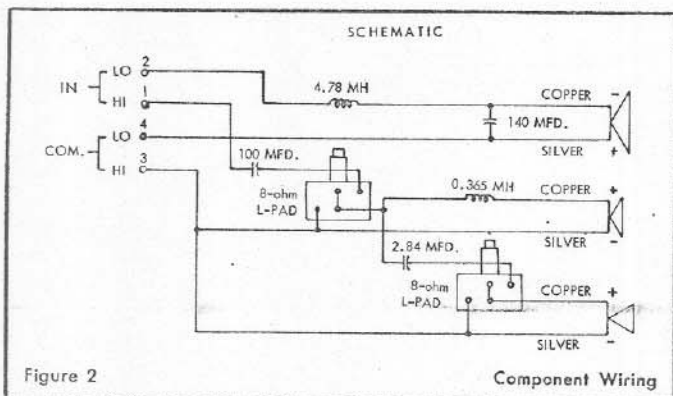 SCHEMATIC
2
LO
IN
1
HI
4
LO
COM.
3
HI
4.78 MH
COPPER -
140 MFD.
SILVER +
100 MFD.
8-ohm
L-PAD
0.365 MH
COPPER +
SILVER -
2.84 MFD.
8-ohm
L-PAD
COPPER +
SILVER -
Figure 2
Component Wiring